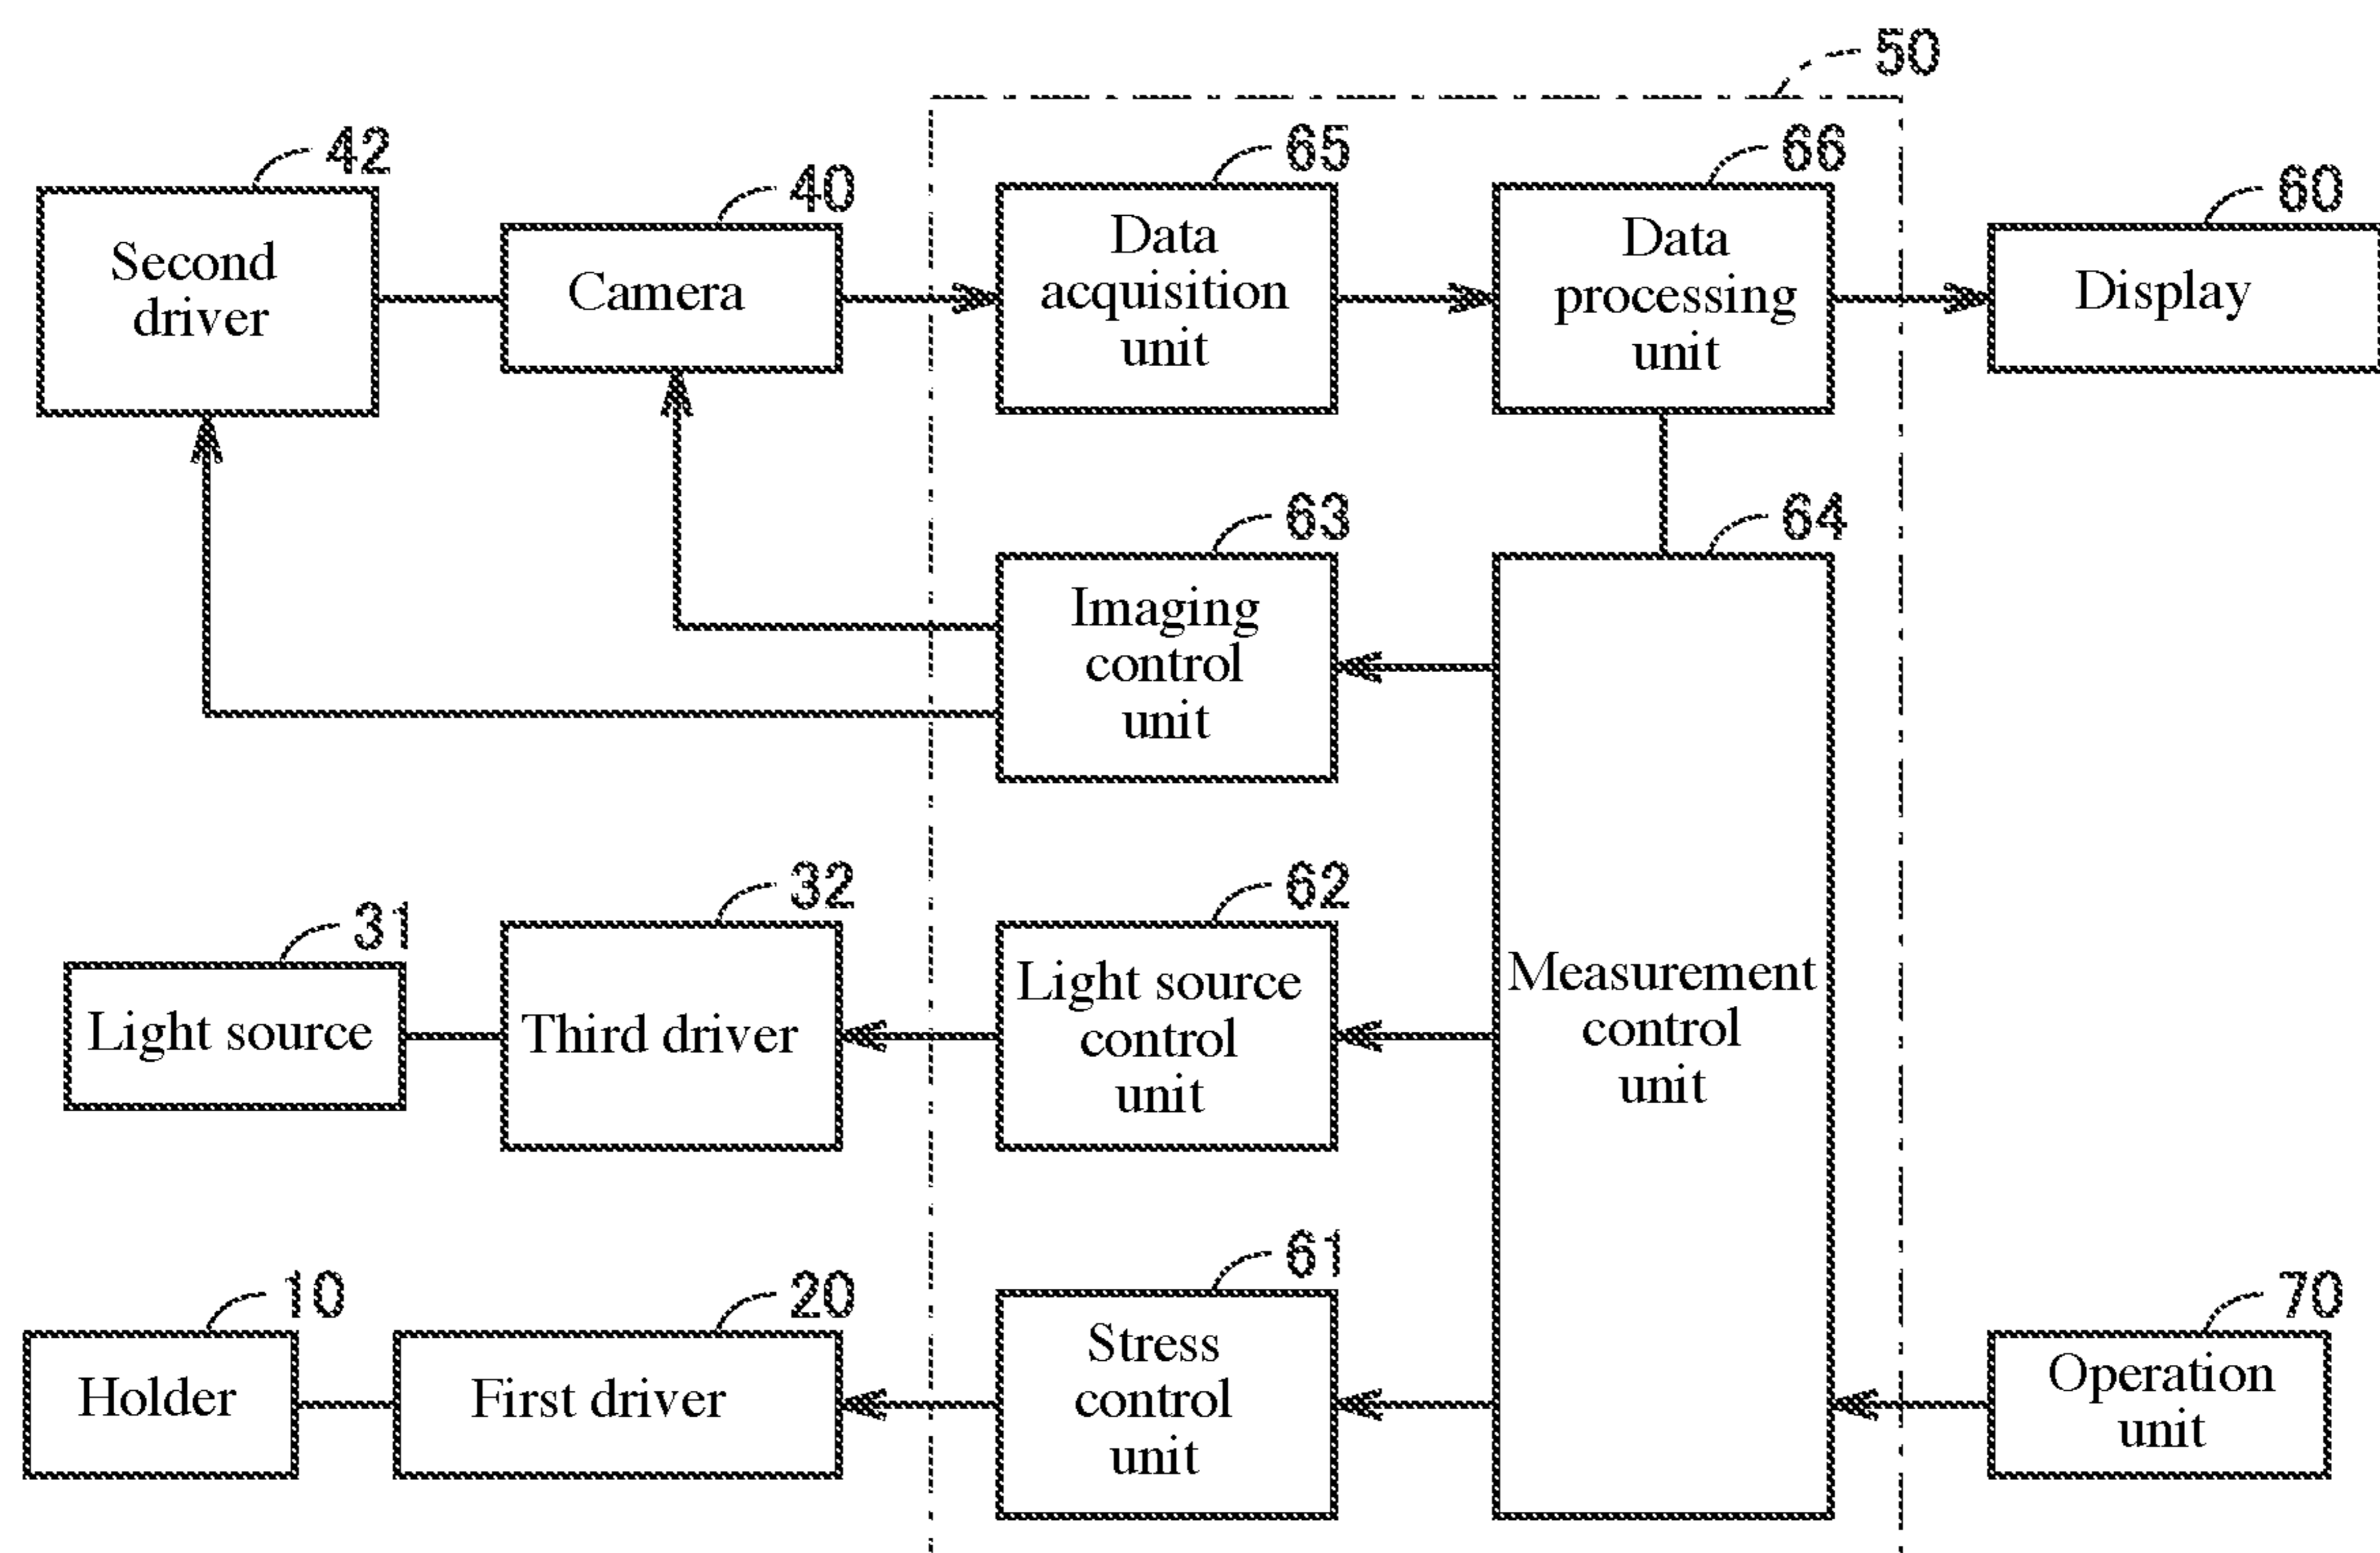 50
42
Second
driver
40
Camera
65
Data
acquisition
unit
66
Data
processing
unit
60
Display
63
Imaging
control
unit
64
Measurement
control
unit
31
Light source
32
Third driver
62
Light source
control
unit
10
Holder
20
First driver
61
Stress
control
unit
70
Operation
unit